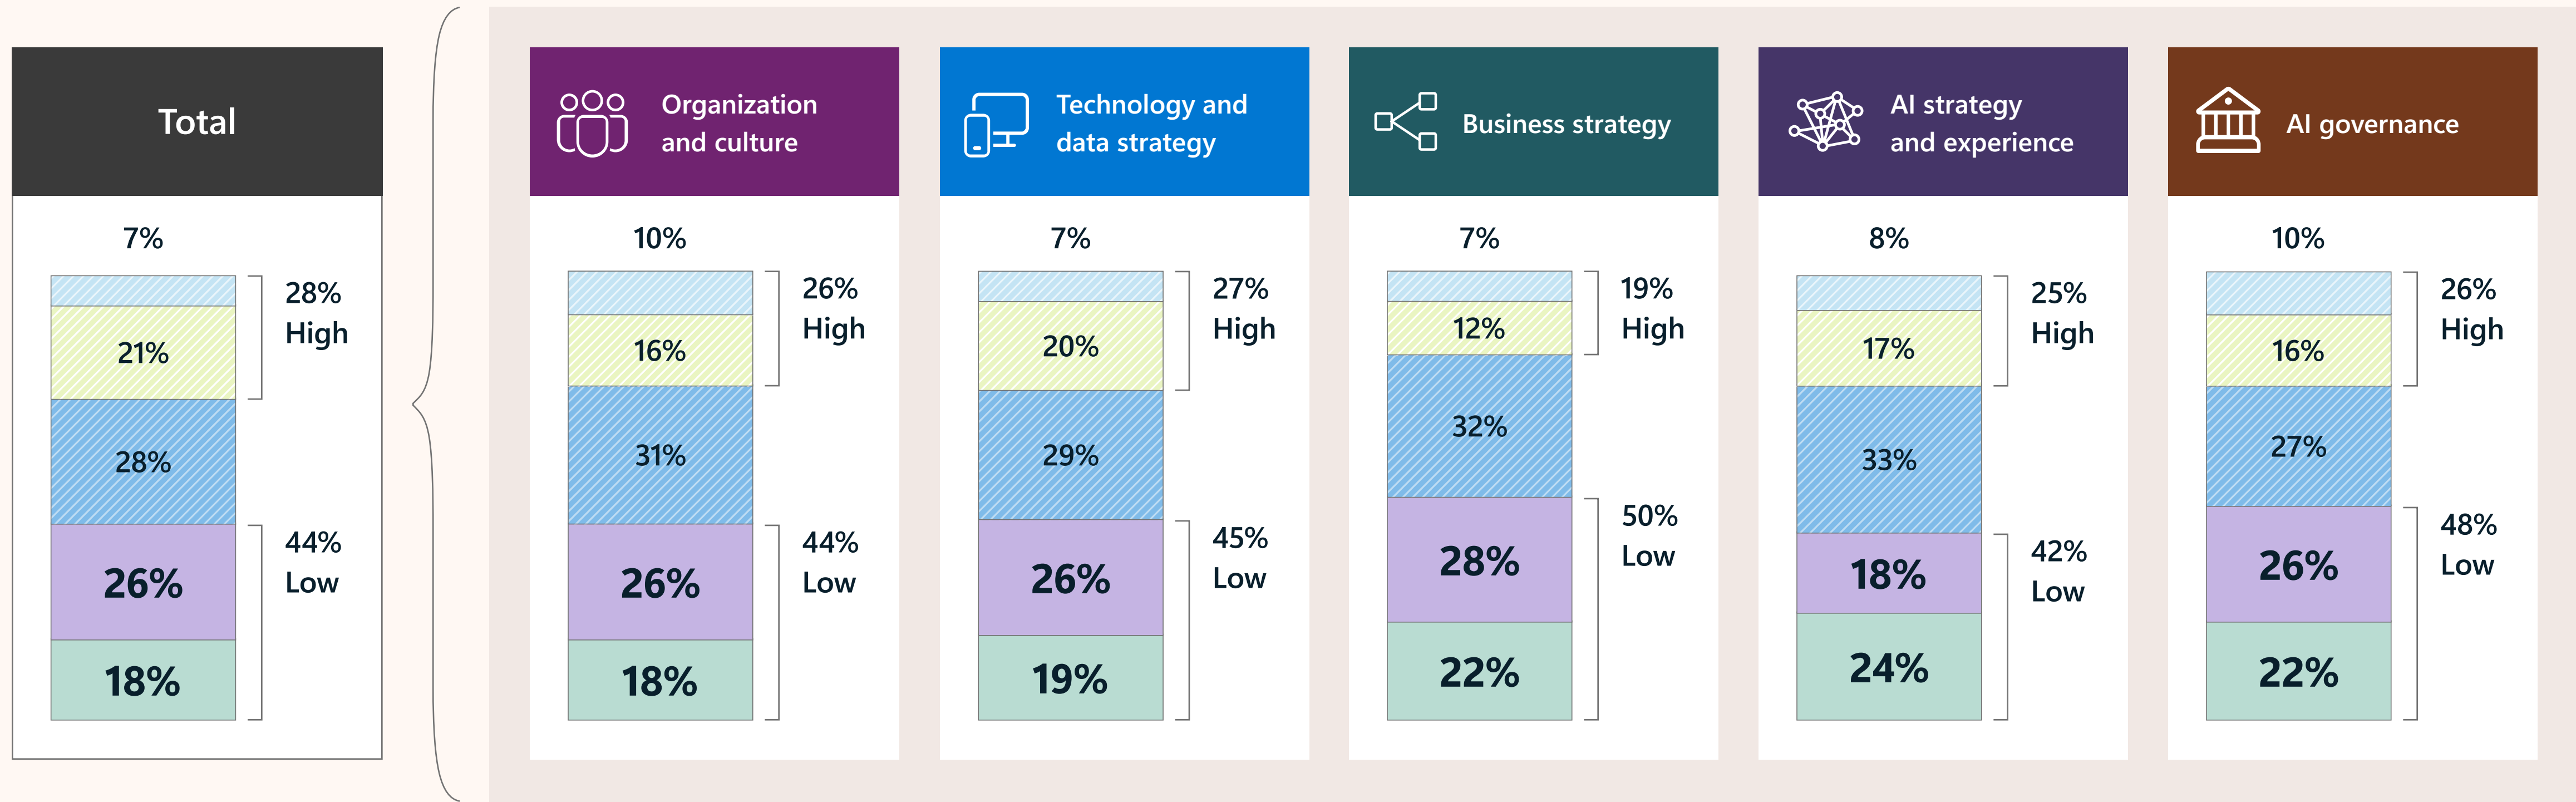 Total
7%
28%
High
21%
28%
44%
Low
26%
18%
Organization
and culture
10%
26%
High
16%
31%
44%
Low
26%
18%
Technology and
data strategy
7%
27%
High
20%
29%
45%
Low
26%
19%
Business strategy
7%
19%
High
12%
32%
50%
Low
28%
22%
AI strategy
and experience
8%
25%
High
17%
33%
42%
Low
18%
24%
AI governance
10%
26%
High
16%
27%
48%
Low
26%
22%